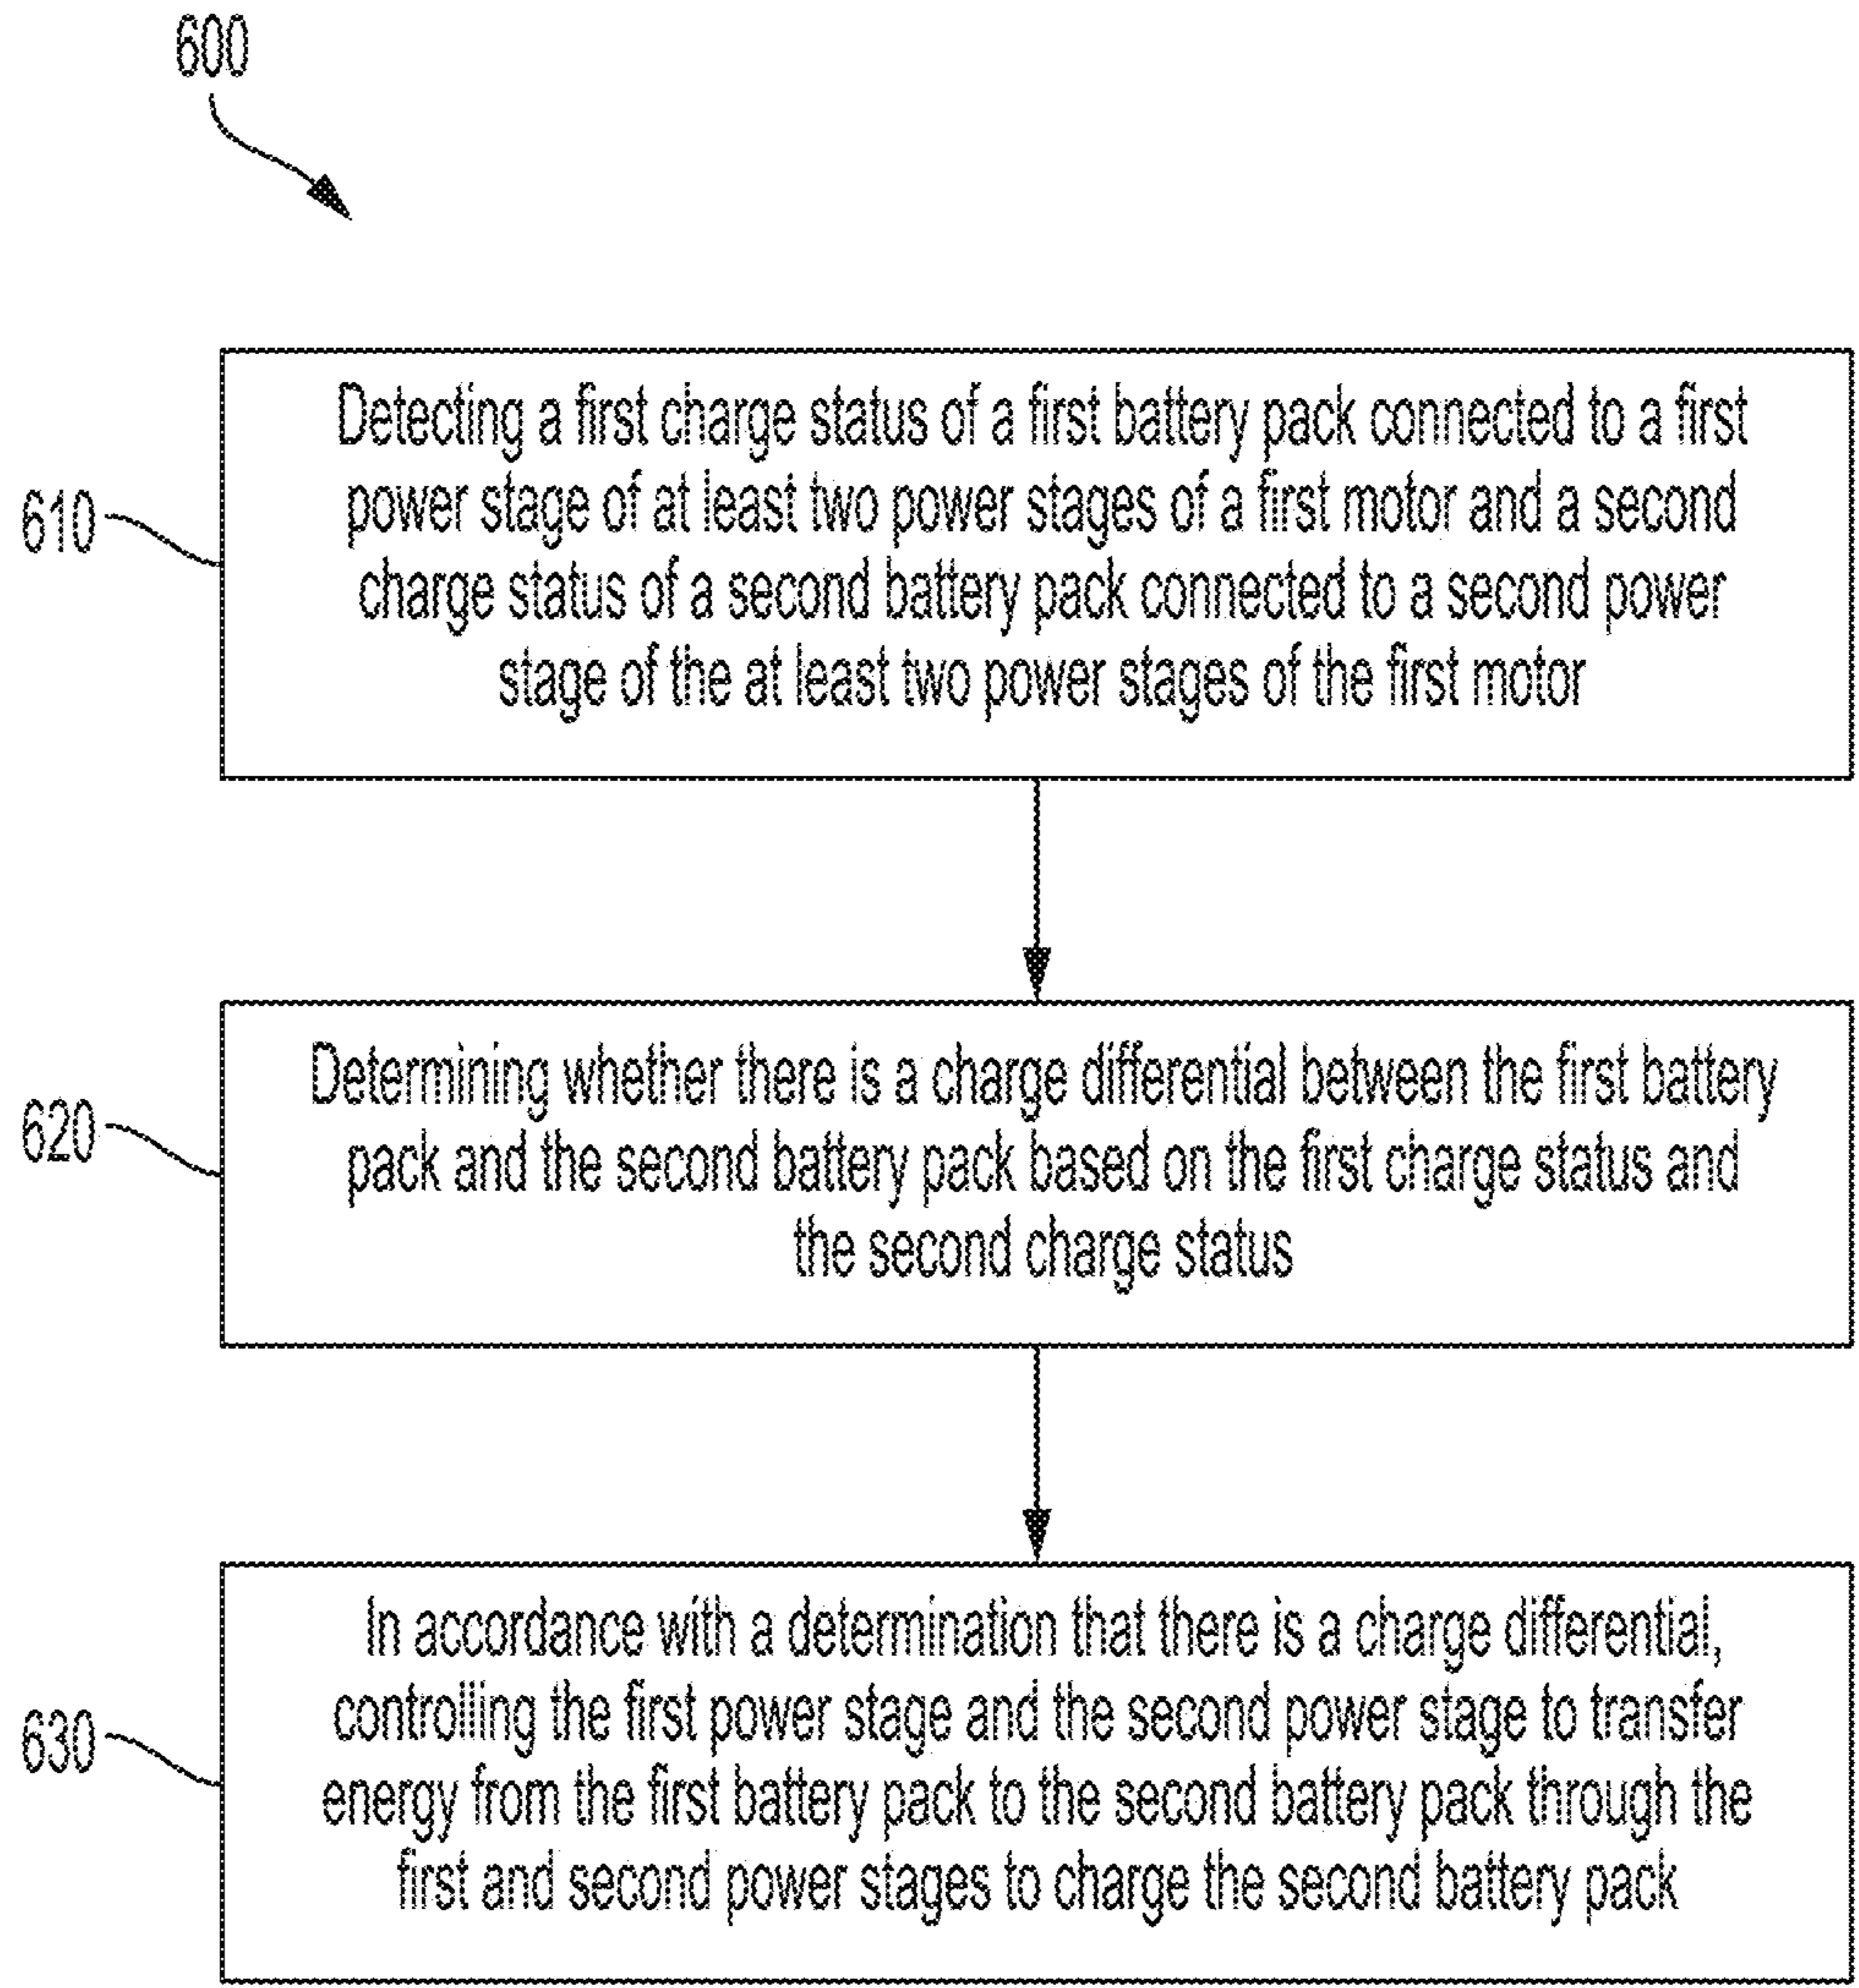 600
610
Detecting a first charge status of a first battery pack connected to a first
power stage of at least two power stages of a first motor and a second
charge status of a second battery pack connected to a second power
stage of the at least two power stages of the first motor
620
Determining whether there is a charge differential between the first battery
pack and the second battery pack based on the first charge status and
the second charge status
630
In accordance with a determination that there is a charge differential,
controlling the first power stage and the second power stage to transfer
energy from the first battery pack to the second battery pack through the
first and second power stages to charge the second battery pack